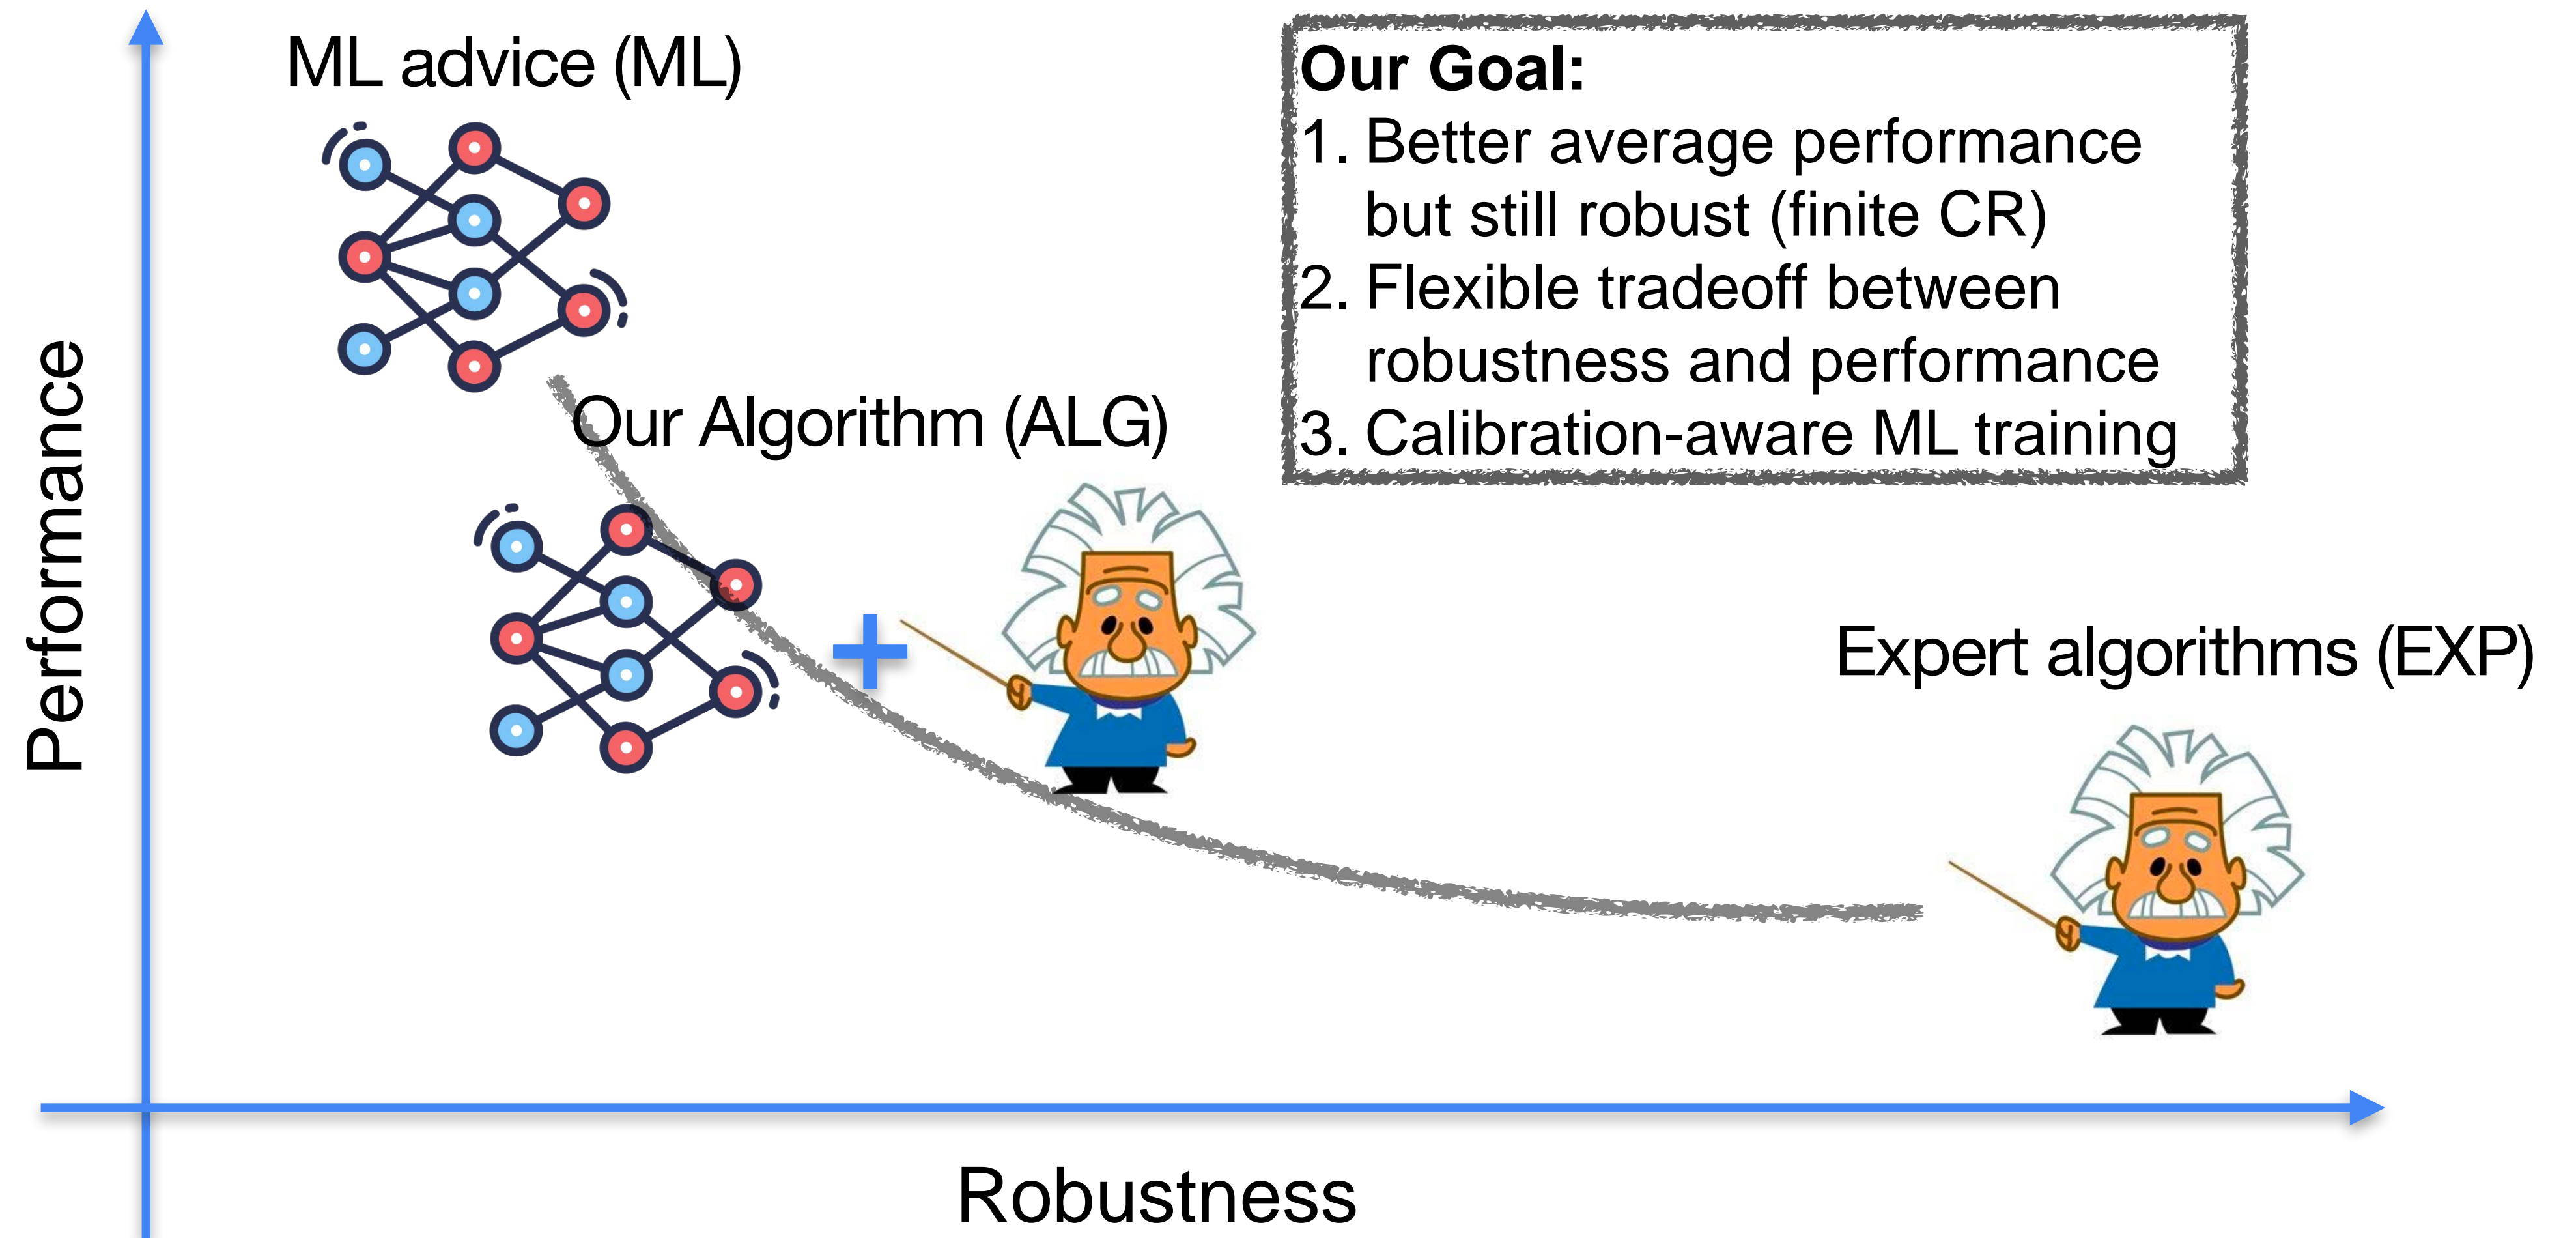 ML advice (ML)
Our Goal:
1. Better average performance
but still robust (finite CR)
2. Flexible tradeoff between
robustness and performance
3. Calibration-aware ML training
Our Algorithm (ALG)
Performance
Expert algorithms (EXP)
Robustness